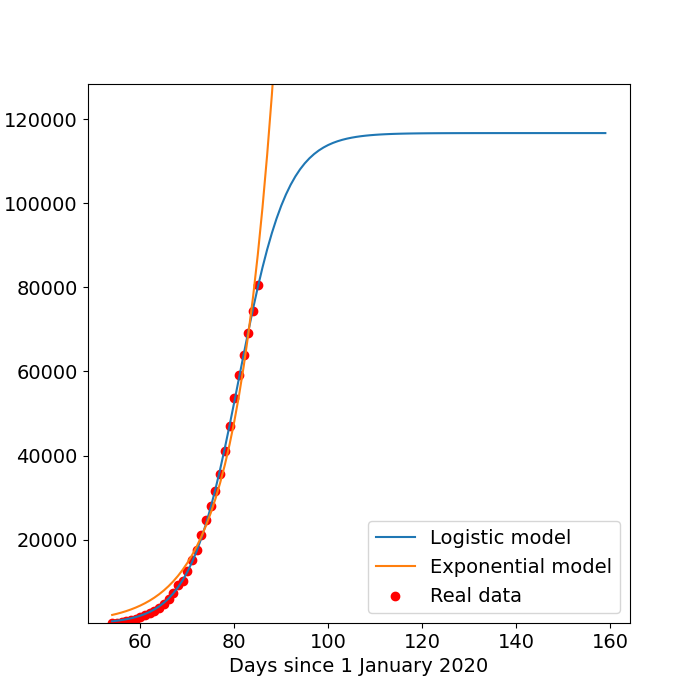 120000
100000
80000
60000
40000
20000
60 80 100 120 140 160
Days since 1 January 2020
Logistic model
Exponential model
Real data